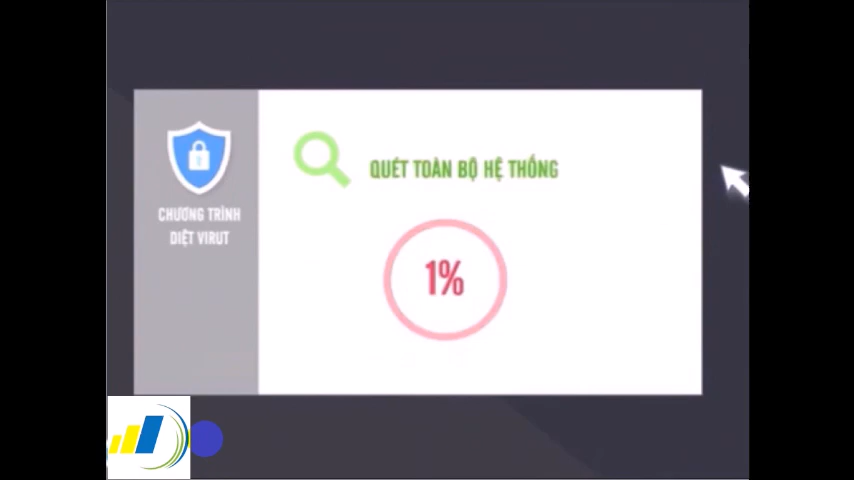 CHƯƠNG TRÌNH
DIỆT VIRUT
QUÉT TOÀN BỘ HỆ THỐNG
1%